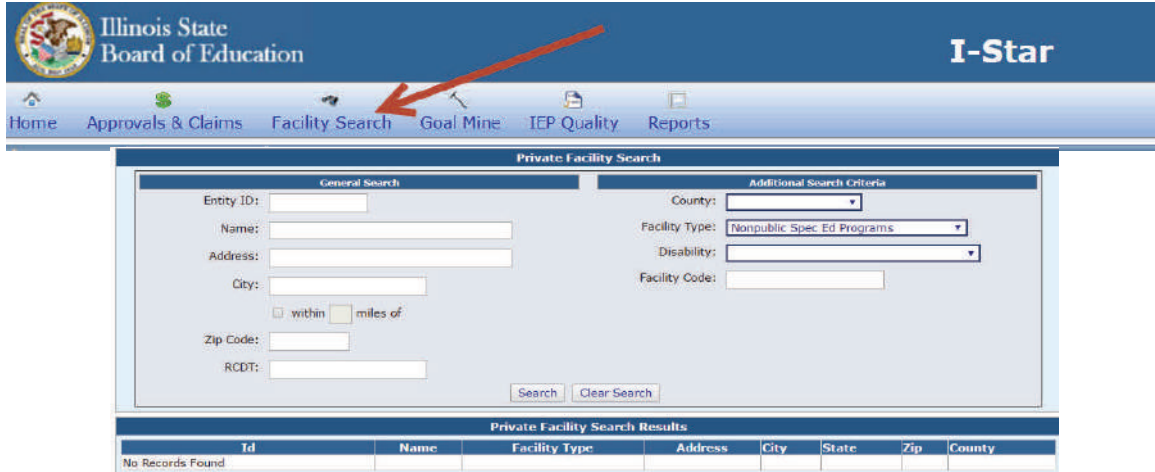 Illinois State
Board of Education
I-Star
Home Approvals & Claims Facility Search Goal Mine IEP Quality Reports
Private Facility Search
General Search
Entity ID:
Name:
Address:
City:
within miles of
Zip Code:
RCDT:
Additional Search Criteria
County:
Facility Type: Nonpublic Spec Ed Programs
Disability:
Facility Code:
Search Clear Search
Private Facility Search Results
Id Name Facility Type Address City State Zip County
No Records Found